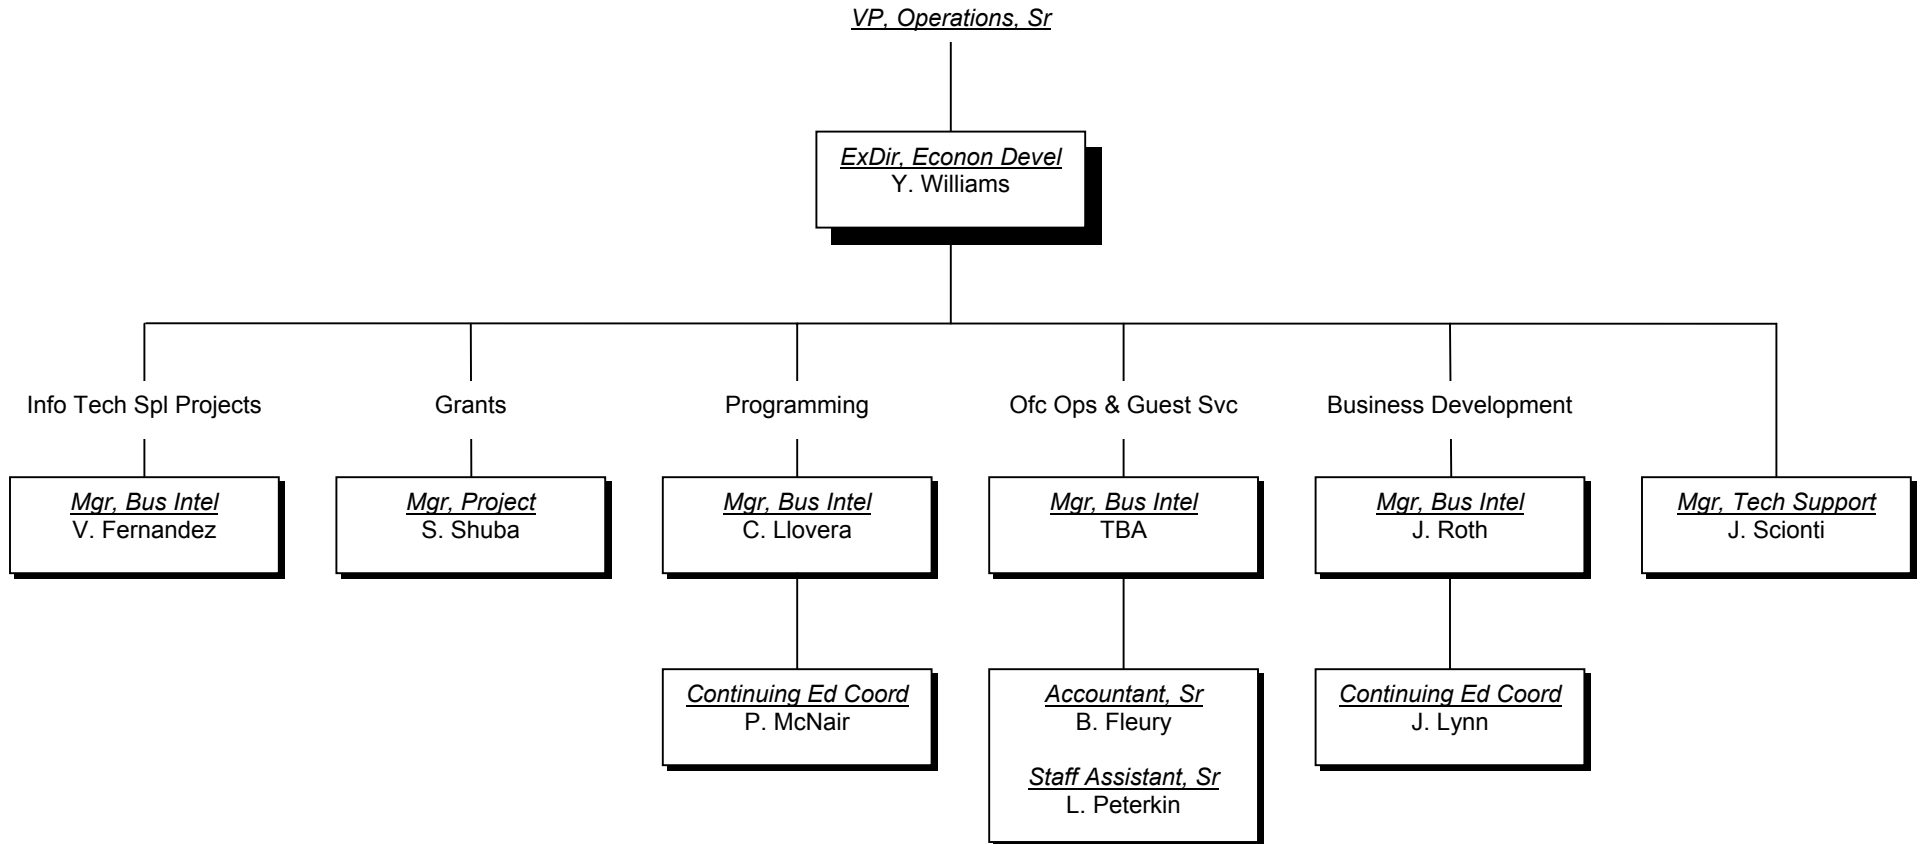 VP, Operations, Sr
ExDir, Econon Devel
Y. Williams
Info Tech Spl Projects
Grants
Programming
Ofc Ops & Guest Svc
Business Development
Mgr, Bus Intel
V. Fernandez
Mgr, Project
S. Shuba
Mgr, Bus Intel
C. Llovera
Mgr, Bus Intel
TBA
Mgr, Bus Intel
J. Roth
Mgr, Tech Support
J. Scionti
Continuing Ed Coord
P. McNair
Accountant, Sr
B. Fleury
Staff Assistant, Sr
L. Peterkin
Continuing Ed Coord
J. Lynn